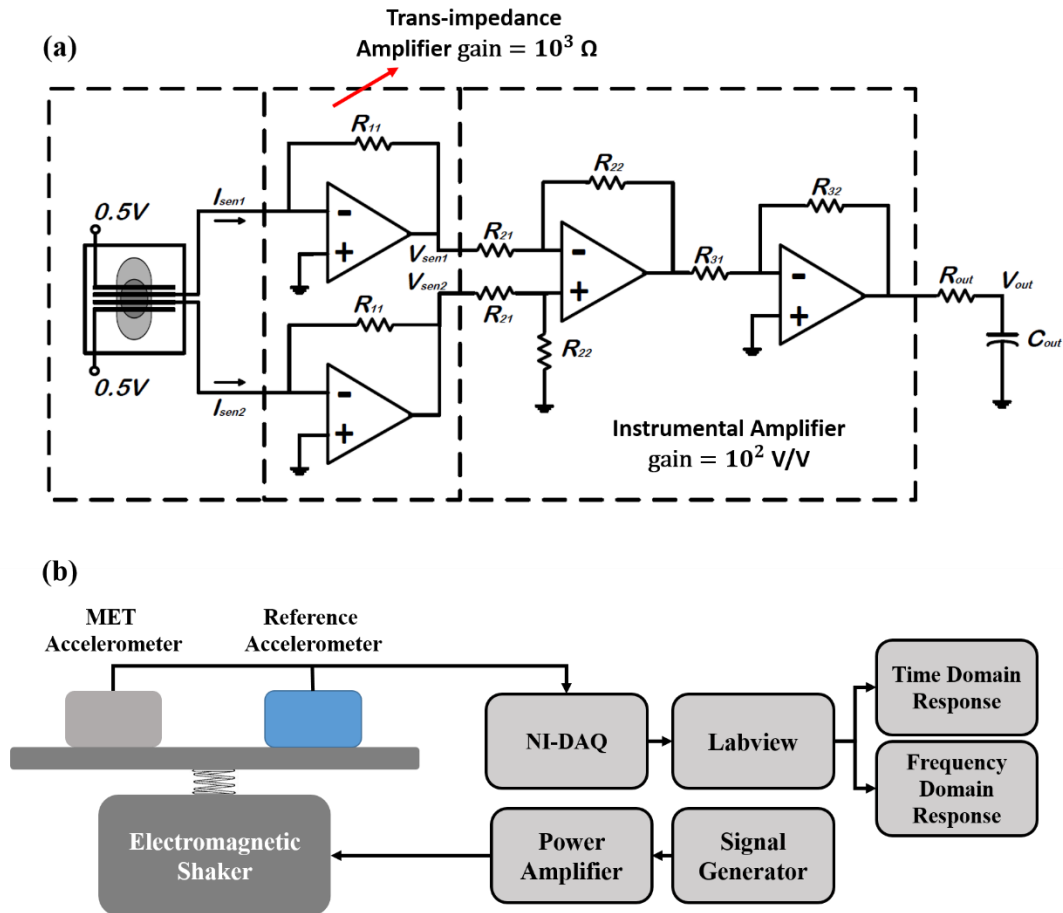 Trans-impedance
Amplifier gain = 10³ Ω
(a)
R11
R22
R32
Isen1
0.5V
-
+
Vsen1
R21
-
+
R31
-
+
Rout
Vout
Vsen2
R11
R21
R22
Cout
0.5V
Isen2
-
+
Instrumental Amplifier
gain = 10² V/V
(b)
MET
Accelerometer
Reference
Accelerometer
NI-DAQ
Labview
Time Domain
Response
Frequency
Domain
Response
Electromagnetic
Shaker
Power
Amplifier
Signal
Generator